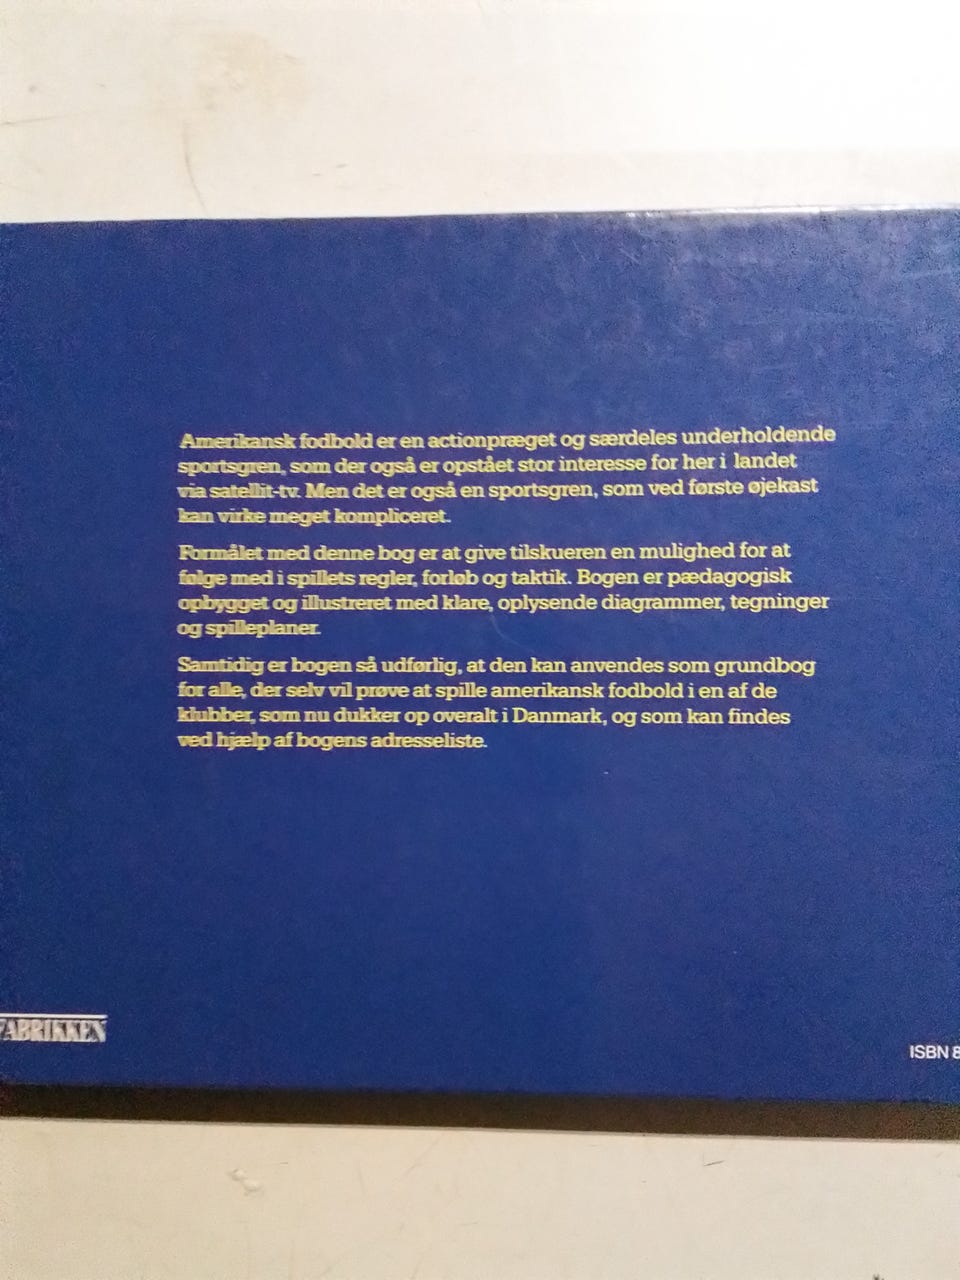 Amerikansk fodbold er en actionpræget og særdeles underholdende
sportsgren, som der også er opstået stor interesse for her i landet
via satellit-tv. Men det er også en sportsgren, som ved første øjekast
kan virke meget kompliceret.
Formålet med denne bog er at give tilskueren en mulighed for at
følge med i spillets regler, forløb og taktik. Bogen er pædagogisk
opbygget og illustreret med klare, oplysende diagrammer, tegninger
og spilleplaner.
Samtidig er bogen så udførlig, at den kan anvendes som grundbog
for alle, der selv vil prøve at spille amerikansk fodbold i en af de
klubber, som nu dukker op overalt i Danmark, og som kan findes
ved hjælp af bogens adresseliste.
FABRIKKEN
ISBN 8